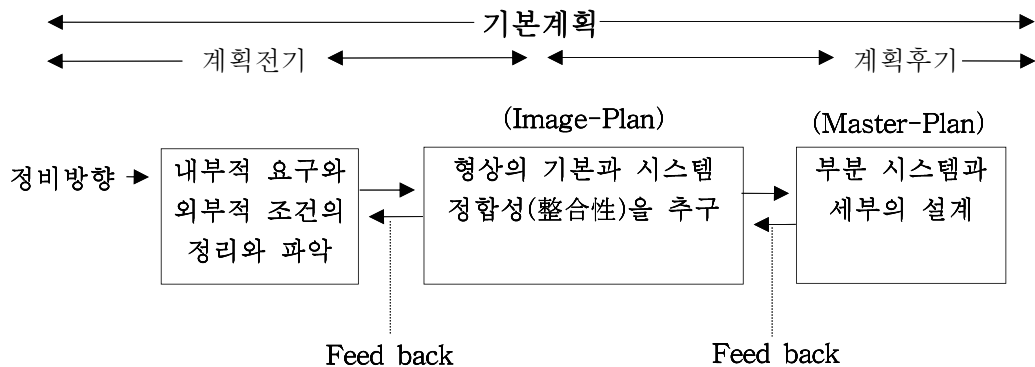 기본계획
계획전기
계획후기
(Image-Plan)
(Master-Plan)
정비방향
내부적 요구와
외부적 조건의
정리와 파악
형상의 기본과 시스템
정합성(整合性)을 추구
부분 시스템과
세부의 설계
Feed back
Feed back